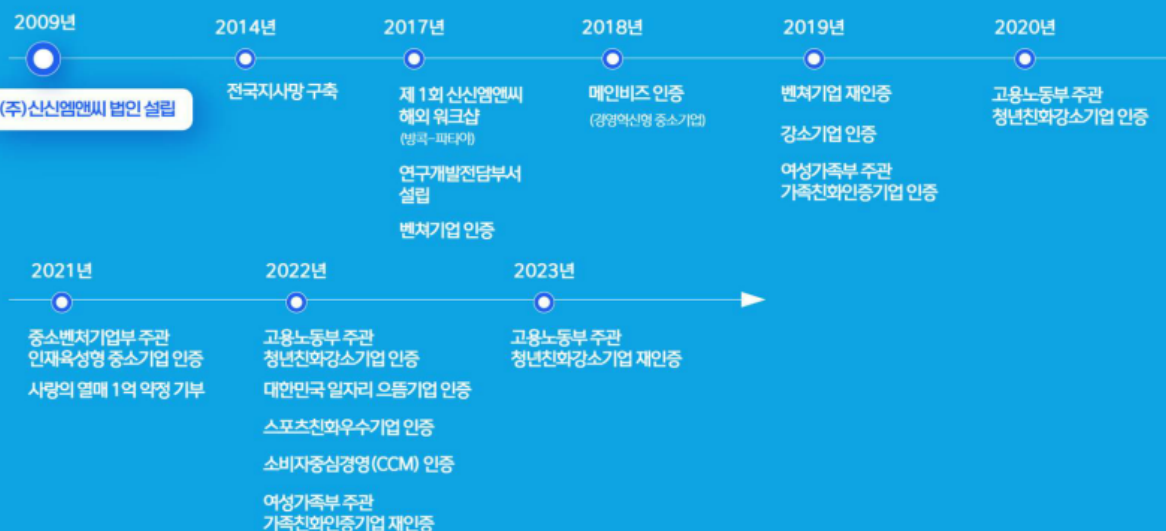 2009년
(주)신신엠앤씨 법인 설립
2014년
전국지사망 구축
2017년
제 1회 신신엠앤씨
해외 워크샵
(방콕-파타야)
연구개발전담부서
설립
벤쳐기업 인증
2018년
메인비즈 인증
(경영혁신형 중소기업)
2019년
벤쳐기업 재인증
강소기업 인증
여성가족부 주관
가족친화인증기업 인증
2020년
고용노동부 주관
청년친화강소기업 인증
2021년
중소벤처기업부 주관
인재육성형 중소기업 인증
사랑의 열매 1억 약정 기부
2022년
고용노동부 주관
청년친화강소기업 인증
대한민국 일자리 으뜸기업 인증
스포츠친화우수기업 인증
소비자중심경영(CCM) 인증
여성가족부 주관
가족친화인증기업 재인증
2023년
고용노동부 주관
청년친화강소기업 재인증